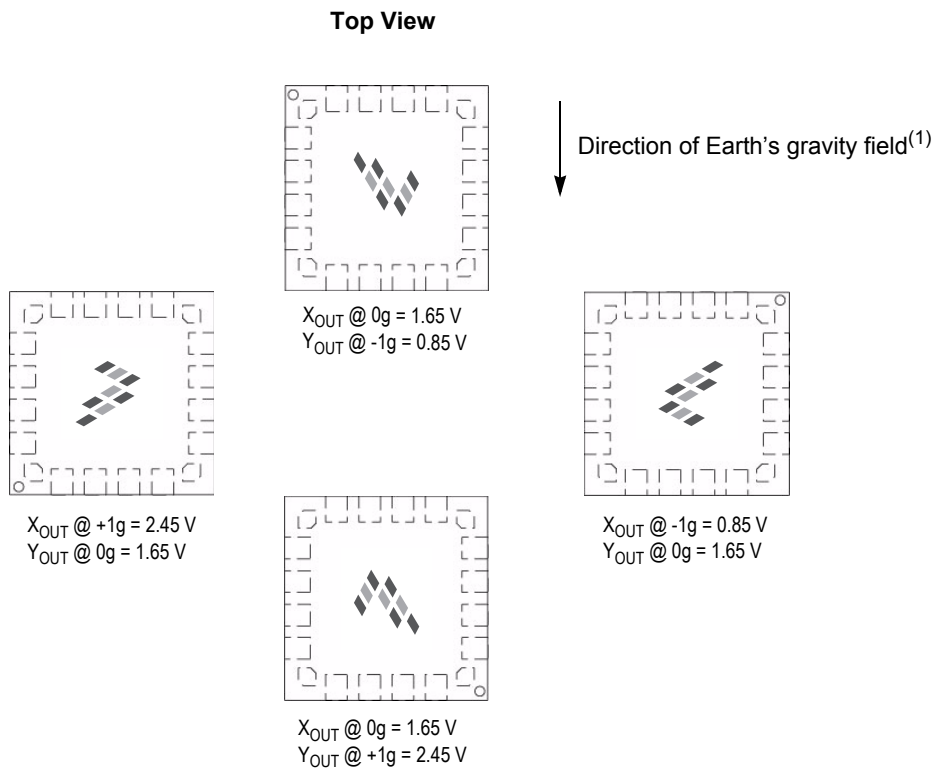 Top View
Direction of Earth's gravity field(1)
XOUT @ 0g = 1.65 V
YOUT @ -1g = 0.85 V
XOUT @ +1g = 2.45 V
YOUT @ 0g = 1.65 V
XOUT @ -1g = 0.85 V
YOUT @ 0g = 1.65 V
XOUT @ 0g = 1.65 V
YOUT @ +1g = 2.45 V